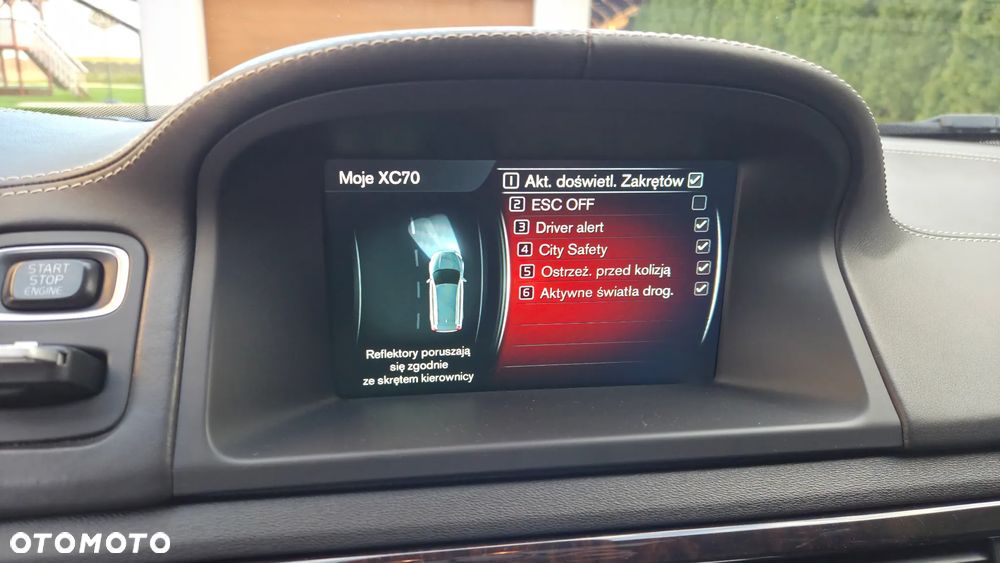 Moje XC70
1 Akt. doświetl. Zakrętów
2 ESC OFF
3 Driver alert
4 City Safety
5 Ostrzeż. przed kolizją
6 Aktywne światła drog.
Reflektory poruszają
się zgodnie
ze skrętem kierownicy
START
STOP
ENGINE
OTOMOTO